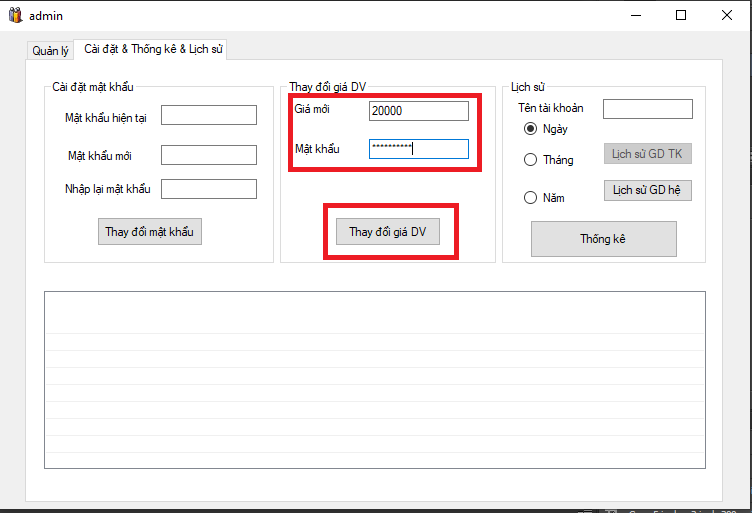 admin
Quản lý
Cài đặt & Thống kê & Lịch sử
Cài đặt mật khẩu
Mật khẩu hiện tại
Mật khẩu mới
Nhập lại mật khẩu
Thay đổi mật khẩu
Thay đổi giá DV
Giá mới
20000
Mật khẩu
**********
Thay đổi giá DV
Lịch sử
Tên tài khoản
Ngày
Tháng
Lịch sử GD TK
Năm
Lịch sử GD hệ
Thống kê